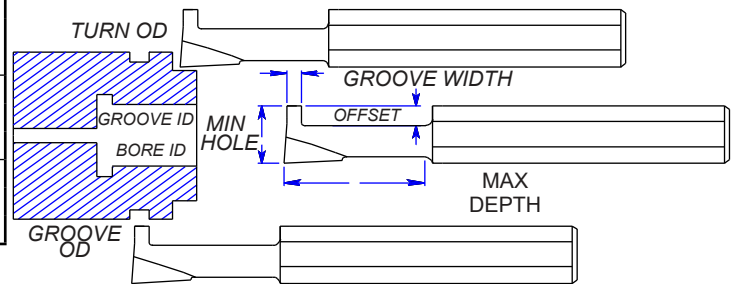 TURN OD
GROOVE WIDTH
GROOVE ID
MIN
HOLE
OFFSET
BORE ID
MAX
DEPTH
GROOVE
OD